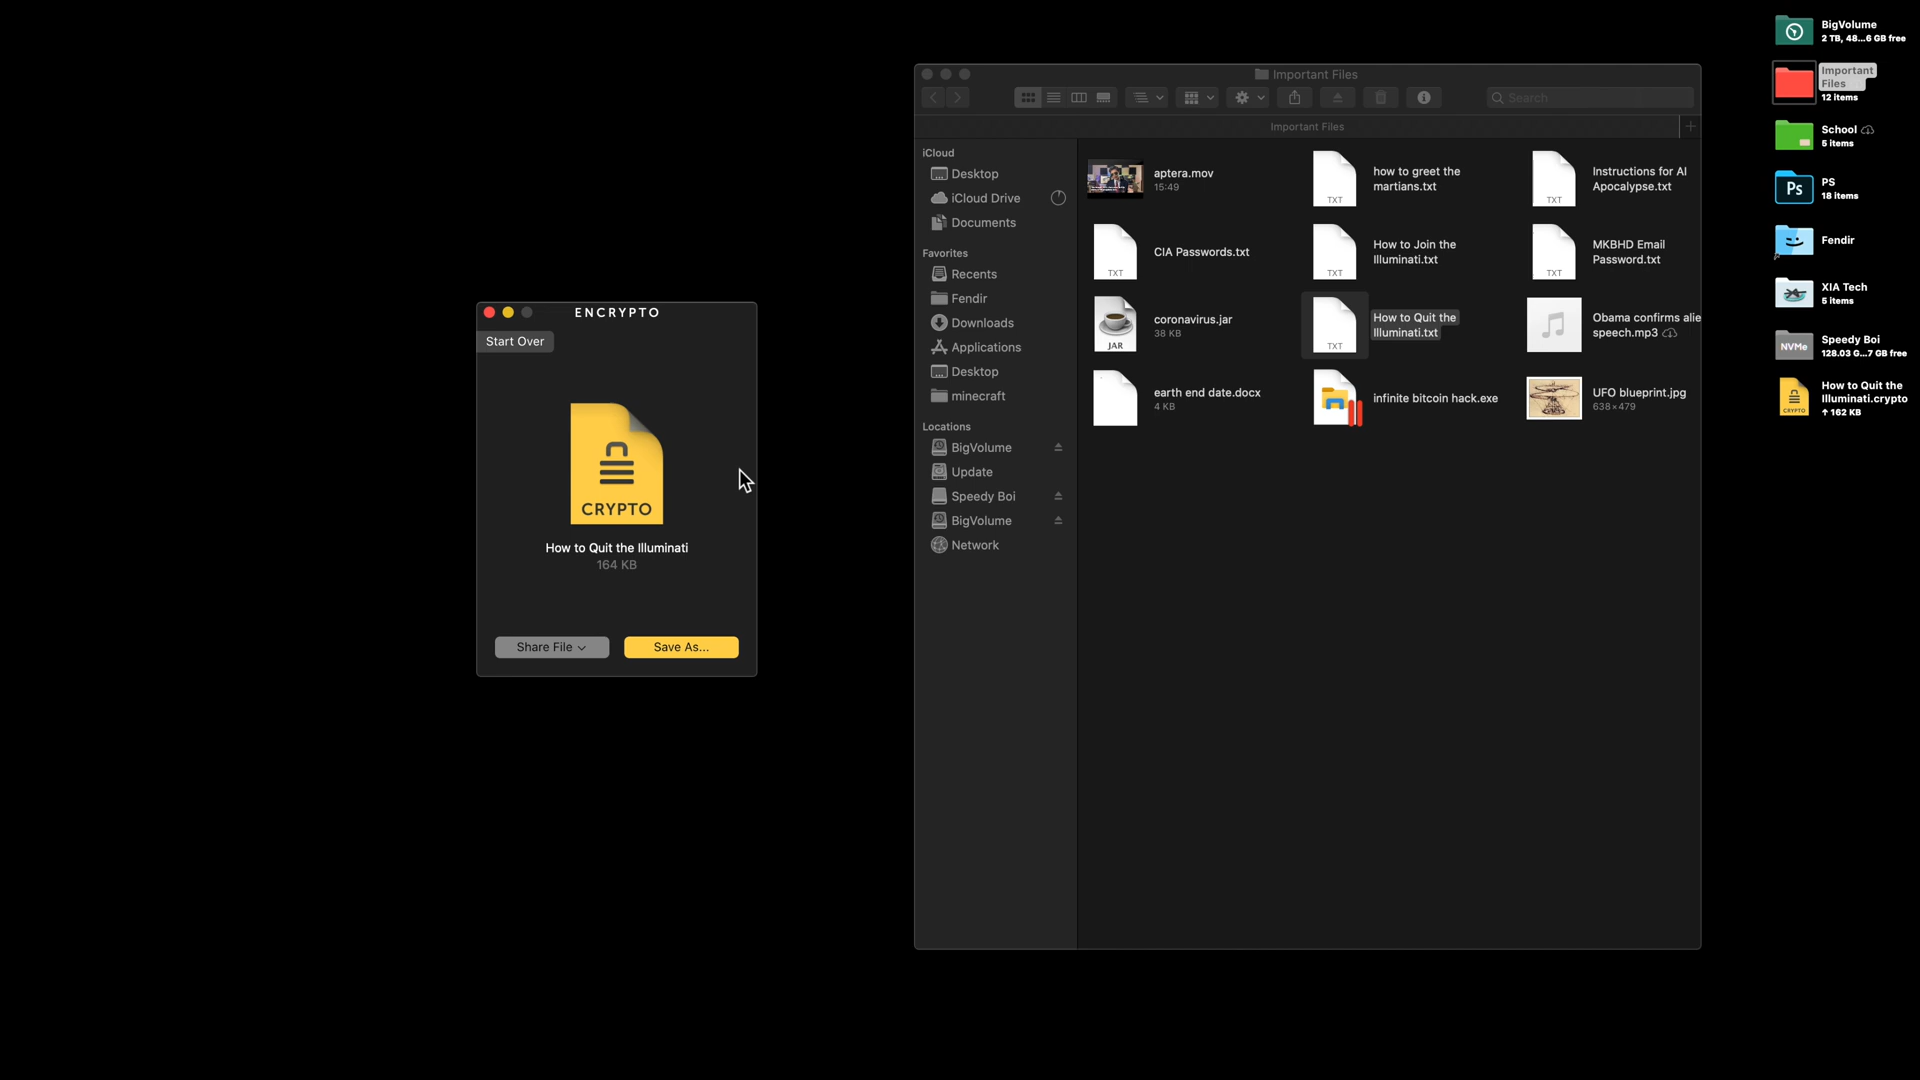 ENCRYPTO
Start Over
CRYPTO
How to Quit the Illuminati
164 KB
Share File
Save As...
Important Files
Search
Important Files
iCloud
Desktop
iCloud Drive
Documents
Favorites
Recents
Fendir
Downloads
Applications
Desktop
minecraft
Locations
BigVolume
Update
Speedy Boi
BigVolume
Network
aptera.mov
15:49
TXT
how to greet the
martians.txt
TXT
Instructions for AI
Apocalypse.txt
TXT
CIA Passwords.txt
TXT
How to Join the
Illuminati.txt
TXT
MKBHD Email
Password.txt
JAR
coronavirus.jar
38 KB
TXT
How to Quit the
Illuminati.txt
Obama confirms alie
speech.mp3
earth end date.docx
4 KB
infinite bitcoin hack.exe
UFO blueprint.jpg
638×479
BigVolume
2 TB, 48...6 GB free
Important
Files
12 items
School
5 items
Ps
PS
18 items
Fendir
XIA Tech
5 items
NVMe
Speedy Boi
128.03 G...7 GB free
CRYPTO
How to Quit the
Illuminati.crypto
↑ 162 KB